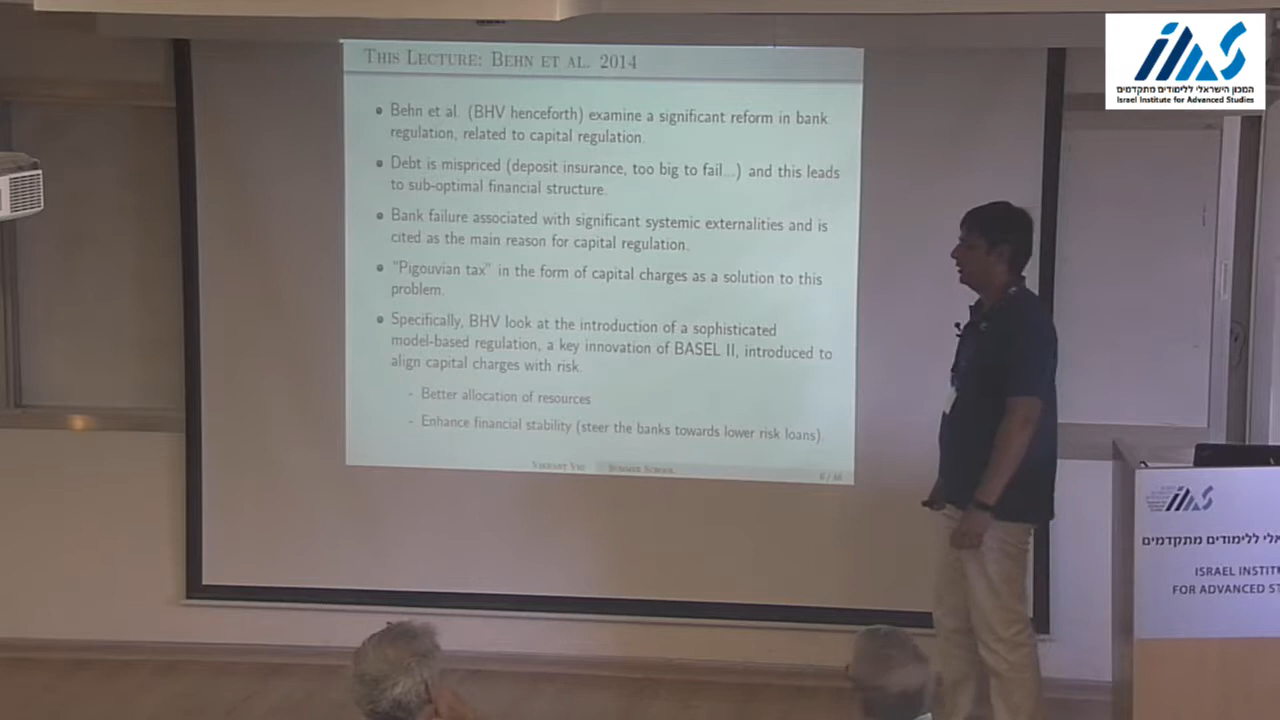 THIS LECTURE: BEHN ET AL. 2014
• Behn et al. (BHV henceforth) examine a significant reform in bank
regulation, related to capital regulation.
• Debt is mispriced (deposit insurance, too big to fail...) and this leads
to sub-optimal financial structure.
• Bank failure associated with significant systemic externalities and is
cited as the main reason for capital regulation.
• "Pigouvian tax" in the form of capital charges as a solution to this
problem.
• Specifically, BHV look at the introduction of a sophisticated
model-based regulation, a key innovation of BASEL II, introduced to
align capital charges with risk.
- Better allocation of resources
- Enhance financial stability (steer the banks towards lower risk loans)
VIKRANT VIG SUMMER SCHOOL
המכון הישראלי ללימודים מתקדמים
Israel Institute for Advanced Studies
ללימודים מתקדמים
ISRAEL INSTIT
FOR ADVANCED ST